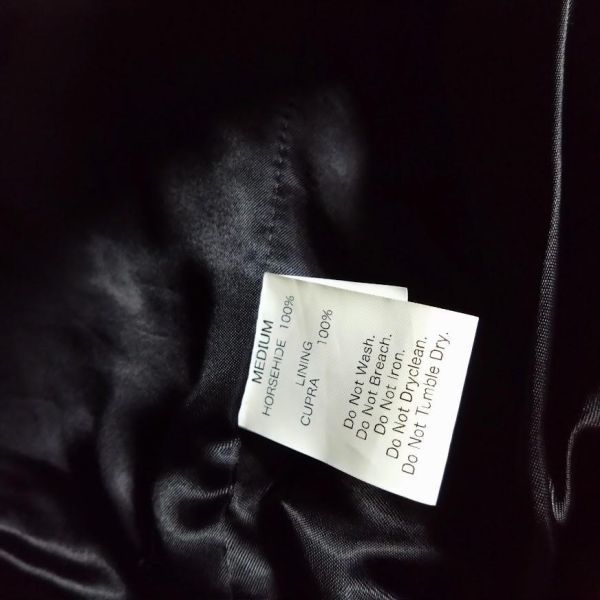 MEDIUM
HORSEHIDE 100%
LINING
CUPRA 100%
Do Not Wash.
Do Not Breach.
Do Not Iron.
Do Not Dryclean.
Do Not Tumble Dry.